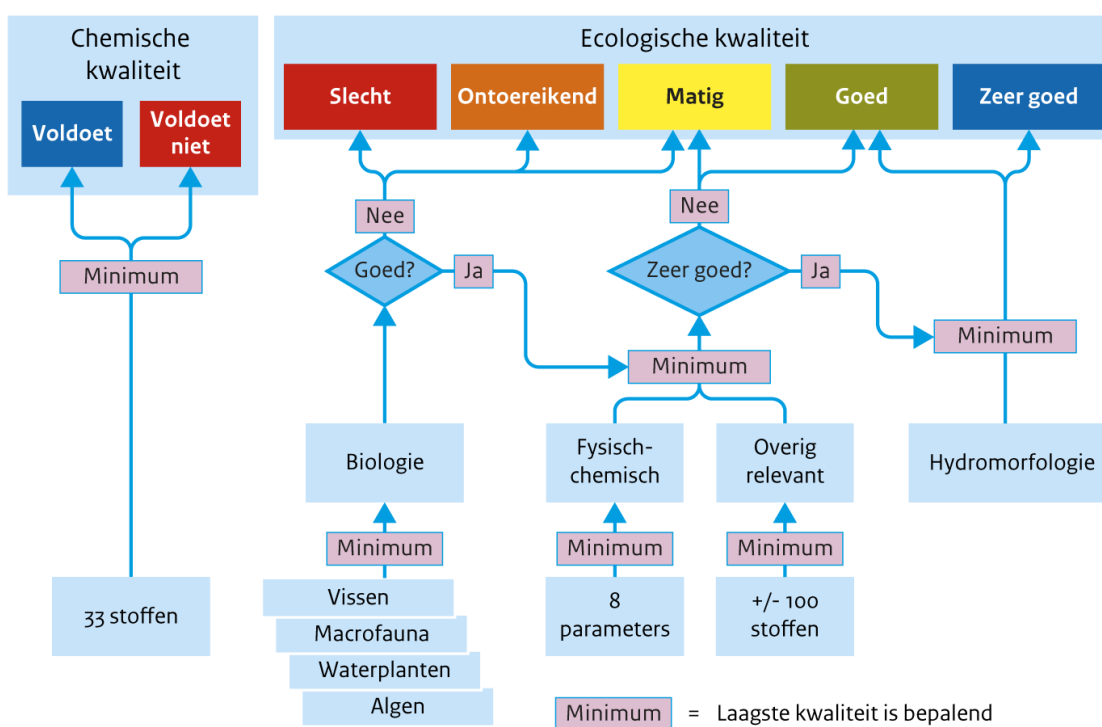 Chemische
kwaliteit
Voldoet
Voldoet
niet
Minimum
33 stoffen
Ecologische kwaliteit
Slecht
Ontoereikend
Matig
Goed
Zeer goed
Nee
Nee
Goed?
Ja
Zeer goed?
Ja
Minimum
Minimum
Biologie
Fysisch-
chemisch
Overig
relevant
Hydromorfologie
Minimum
Minimum
Minimum
Vissen
Macrofauna
Waterplanten
Algen
8
parameters
+/- 100
stoffen
Minimum = Laagste kwaliteit is bepalend